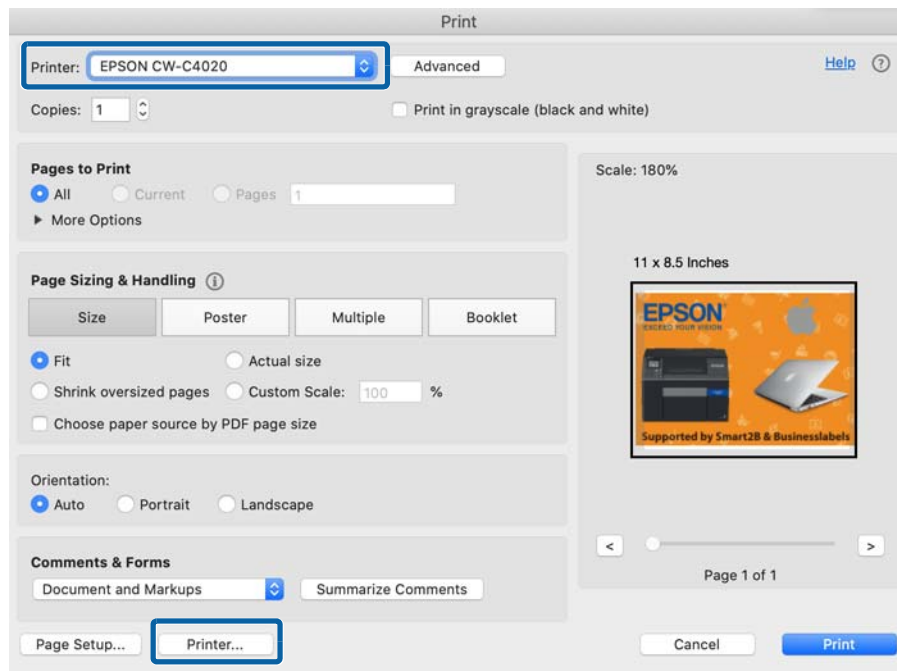 Print
Printer: EPSON CW-C4020 Advanced Help ?
Copies: 1 Print in grayscale (black and white)
Pages to Print
All Current Pages 1
More Options
Scale: 180%
11 x 8.5 Inches
EPSON
EXCEED YOUR VISION
Supported by Smart2B & Businesslabels
Page Sizing & Handling i
Size Poster Multiple Booklet
Fit Actual size
Shrink oversized pages Custom Scale: 100 %
Choose paper source by PDF page size
Orientation:
Auto Portrait Landscape
< >
Page 1 of 1
Comments & Forms
Document and Markups Summarize Comments
Page Setup... Printer... Cancel Print